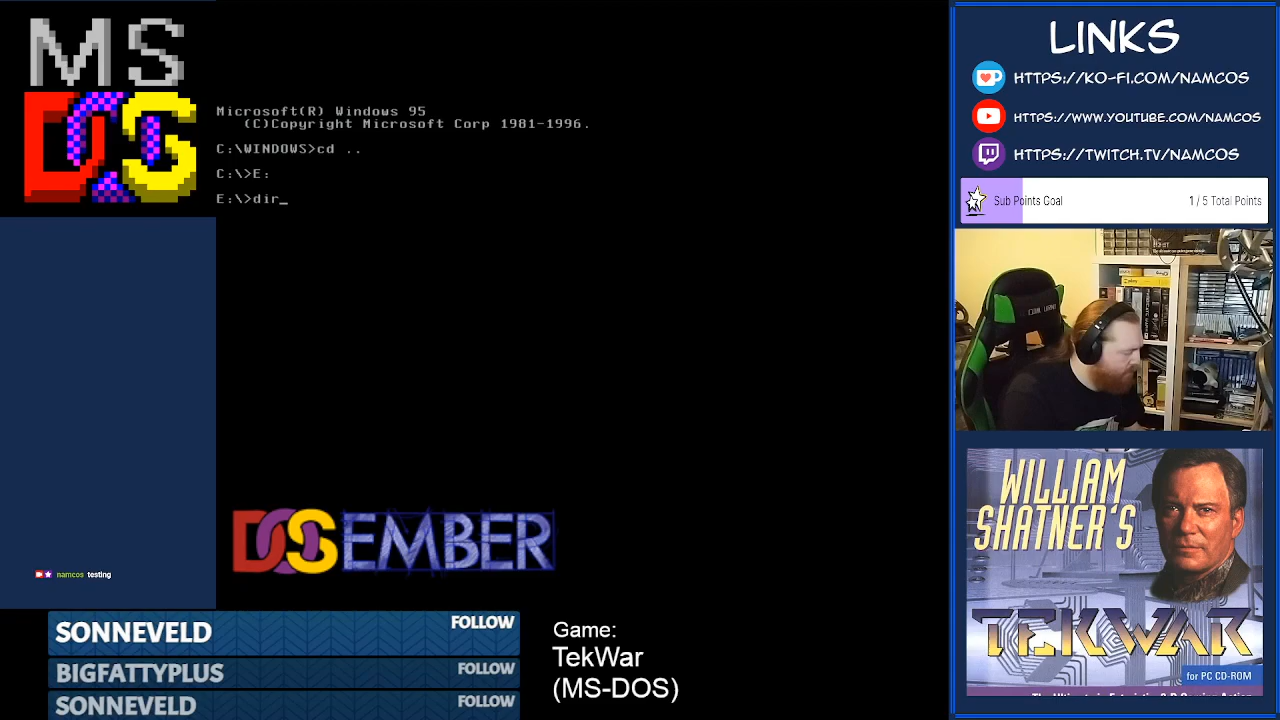 MS
DOS
Microsoft(R) Windows 95
(C)Copyright Microsoft Corp 1981-1996.
C:\WINDOWS>cd ..
C:\>E:
E:\>dir_
DOSEMBER
namcos testing
SONNEVELD FOLLOW
BIGFATTYPLUS FOLLOW
SONNEVELD FOLLOW
Game:
TekWar
(MS-DOS)
LINKS
HTTPS://KO-FI.COM/NAMCOS
HTTPS://WWW.YOUTUBE.COM/NAMCOS
HTTPS://TWITCH.TV/NAMCOS
Sub Points Goal 1 / 5 Total Points
WILLIAM
SHATNER'S
TEKWAR
for PC CD-ROM